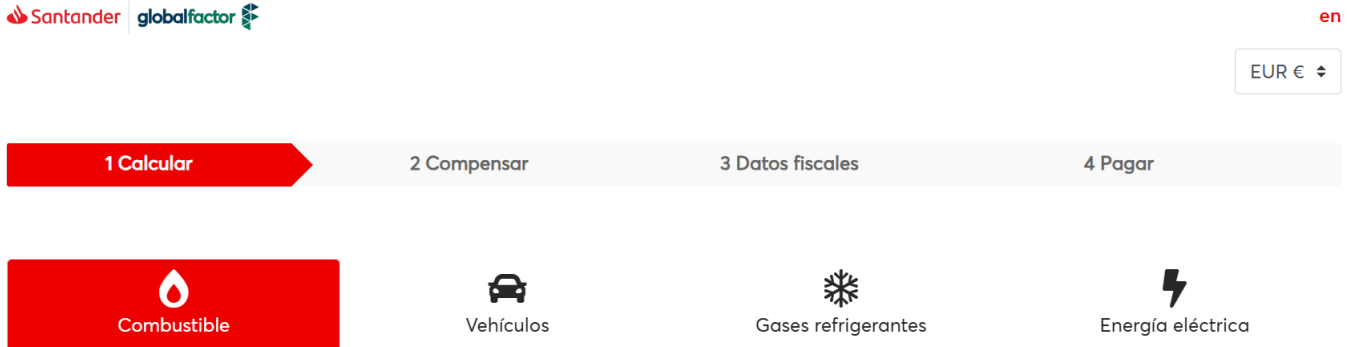 Santander globalfactor
en
EUR €
1 Calcular 2 Compensar 3 Datos fiscales 4 Pagar
Combustible Vehículos Gases refrigerantes Energía eléctrica